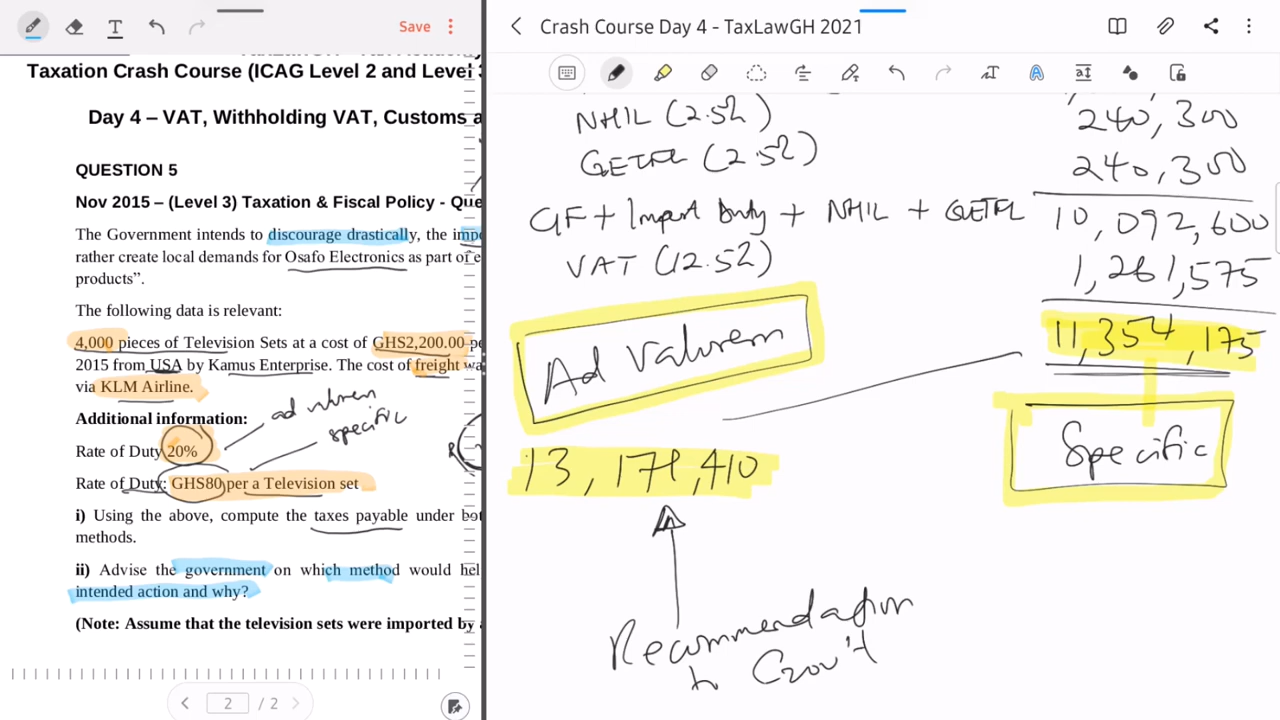 Save
Taxation Crash Course (ICAG Level 2 and Level 3
Day 4 – VAT, Withholding VAT, Customs a
QUESTION 5
Nov 2015 – (Level 3) Taxation & Fiscal Policy - Que
The Government intends to discourage drastically, the impo
rather create local demands for Osafo Electronics as part of e
products”.
The following data is relevant:
4,000 pieces of Television Sets at a cost of GHS2,200.00 pe
2015 from USA by Kamus Enterprise. The cost of freight wa
via KLM Airline.
Additional information:
ad valorem
specific
Rate of Duty 20%
Rate of Duty: GHS80 per a Television set
i) Using the above, compute the taxes payable under bot
methods.
ii) Advise the government on which method would hel
intended action and why?
(Note: Assume that the television sets were imported by a
2 / 2
Crash Course Day 4 - TaxLawGH 2021
NHIL (2.5%) 240,300
GETFL (2.5%) 240,300
CIF + Import Duty + NHIL + GETFL 10,092,600
VAT (12.5%) 1,261,575
11,354,175
Ad Valorem
Specific
13,171,410
Recommendation
to Gov't